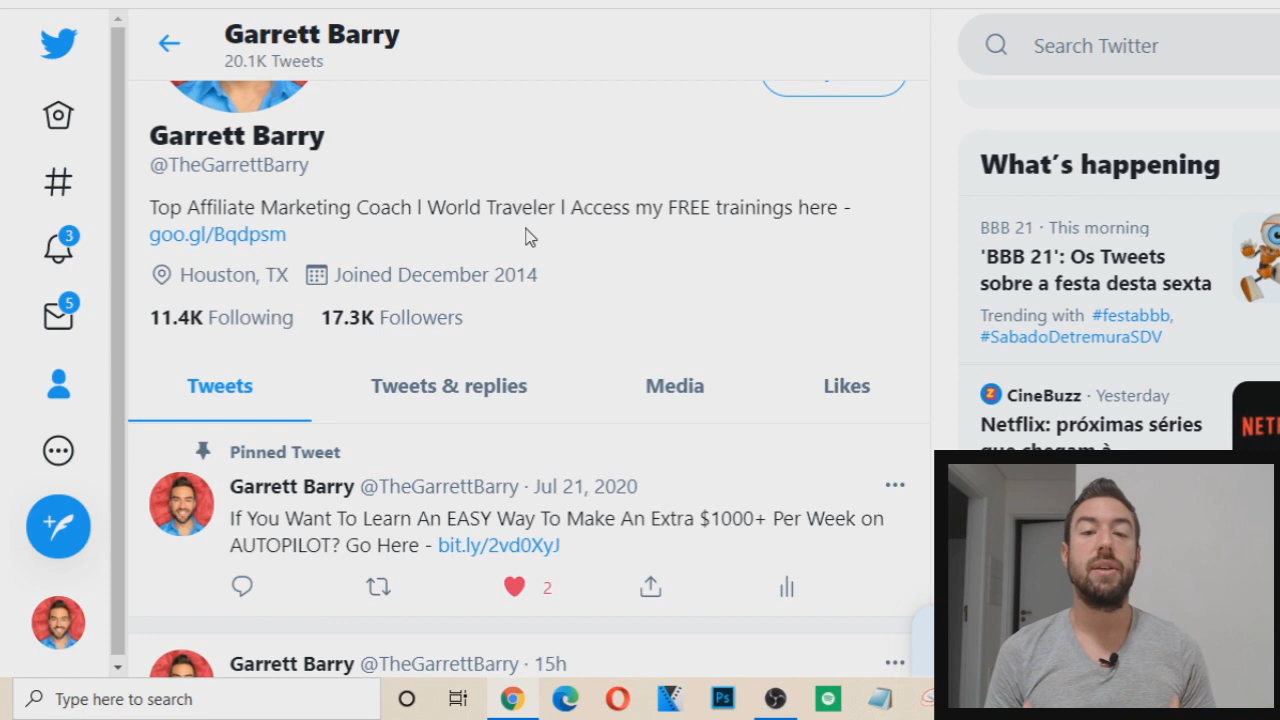 Garrett Barry
20.1K Tweets
Search Twitter
Garrett Barry
@TheGarrettBarry
Top Affiliate Marketing Coach l World Traveler l Access my FREE trainings here -
goo.gl/Bqdpsm
Houston, TX Joined December 2014
11.4K Following 17.3K Followers
Tweets Tweets & replies Media Likes
Pinned Tweet
Garrett Barry @TheGarrettBarry · Jul 21, 2020
If You Want To Learn An EASY Way To Make An Extra $1000+ Per Week on
AUTOPILOT? Go Here - bit.ly/2vd0XyJ
2
Garrett Barry @TheGarrettBarry · 15h
3
5
What's happening
BBB 21 · This morning
'BBB 21': Os Tweets
sobre a festa desta sexta
Trending with #festabbb,
#SabadoDetremuraSDV
CineBuzz · Yesterday
Netflix: próximas séries
que chegam à
Type here to search
Ps